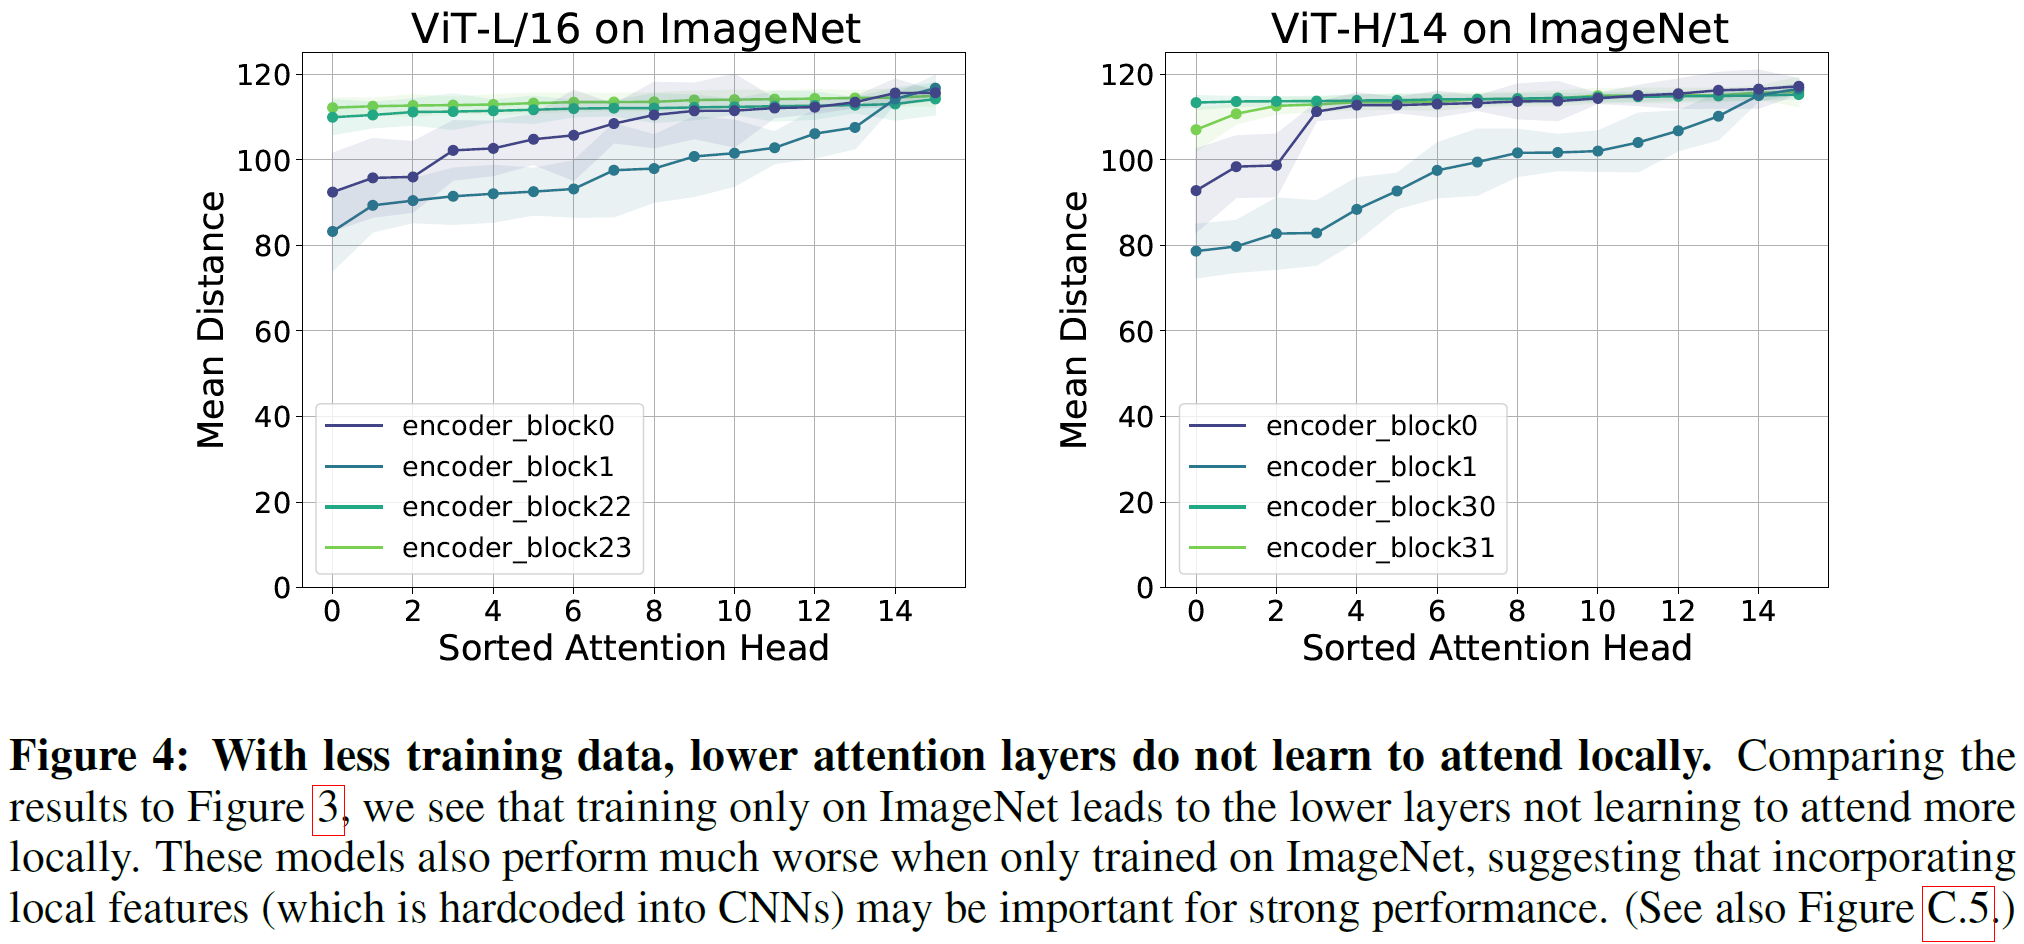 ViT-L/16 on ImageNet
120
100
80
60
40
20
0
Mean Distance
encoder_block0
encoder_block1
encoder_block22
encoder_block23
0 2 4 6 8 10 12 14
Sorted Attention Head
ViT-H/14 on ImageNet
120
100
80
60
40
20
0
Mean Distance
encoder_block0
encoder_block1
encoder_block30
encoder_block31
0 2 4 6 8 10 12 14
Sorted Attention Head
Figure 4: With less training data, lower attention layers do not learn to attend locally. Comparing the
results to Figure 3, we see that training only on ImageNet leads to the lower layers not learning to attend more
locally. These models also perform much worse when only trained on ImageNet, suggesting that incorporating
local features (which is hardcoded into CNNs) may be important for strong performance. (See also Figure C.5.)